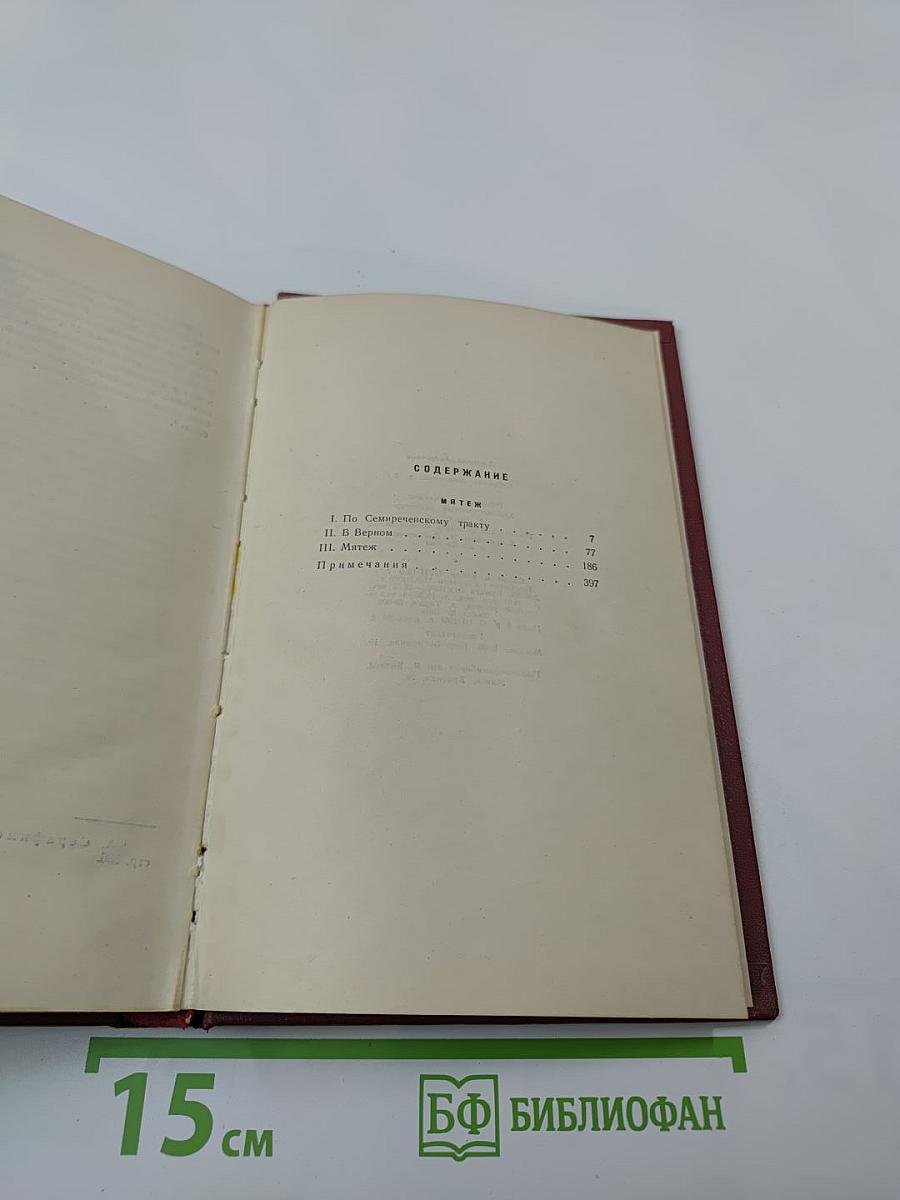 СОДЕРЖАНИЕ
МЯТЕЖ
I. По Семиреченскому тракту . . . . . . 7
II. В Верном . . . . . . . . . . . . . 77
III. Мятеж . . . . . . . . . . . . . . 186
Примечания . . . . . . . . . . . . 397
15 см
БФ БИБЛИОФАН